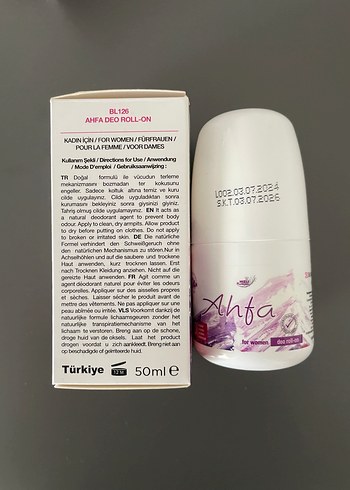 BL126
AHFA DEO ROLL-ON
KADIN İÇİN / FOR WOMEN / FÜRFRAUEN /
POUR LA FEMME / VOOR DAMES
Kullanım Şekli / Directions for Use / Anwendung
/ Mode D'emploi / Gebruiksaanwijzing :
TR Doğal formülü ile vücudun terleme
mekanizmasını bozmadan ter kokusunu
engeller. Sadece koltuk altına temiz ve kuru
cilde uygulayınız. Cilde uyguladıktan sonra
kurumasını bekleyiniz sonra giysinizi giyiniz.
Tahriş olmuş cilde uygulamayınız. EN It acts as
a natural deodorant agent to prevent body
odour. Apply to clean, dry armpits. Allow product
to dry before putting on clothes. Do not apply
to broken or irritated skin. DE Die natürliche
Formel verhindert den Schweißgeruch ohne
den natürlichen Mechanismus zu stören.Nur in
Achselhöhlen und auf die saubere und trockene
Haut anwenden, kurz trocknen lassen. Erst
nach Trocknen Kleidung anziehen. Nicht auf die
gereizte Haut anwenden. FR Agit comme un
agent déodorant naturel pour éviter les odeurs
corporelles. Appliquer sur des aisselles propres
et sèches. Laisser sécher le produit avant de
mettre des vêtements. Ne pas appliquer sur une
peau abîmée ou irritée. VLS Voorkomt dankzij de
natuurlijke formule lichaamsgeuren zonder het
natuurlijke transpiratiemechanisme van het
lichaam te verstoren. Breng aan op de schone,
droge huid van de oksels. Laat het product
drogen voordat u zich aankleedt. Breng niet aan
op beschadigde of geïrriteerde huid.
Türkiye 12 M 50ml e
L002.03.07.2024
S.K.T.03.07.2026
Ahfa
for women deo roll-on